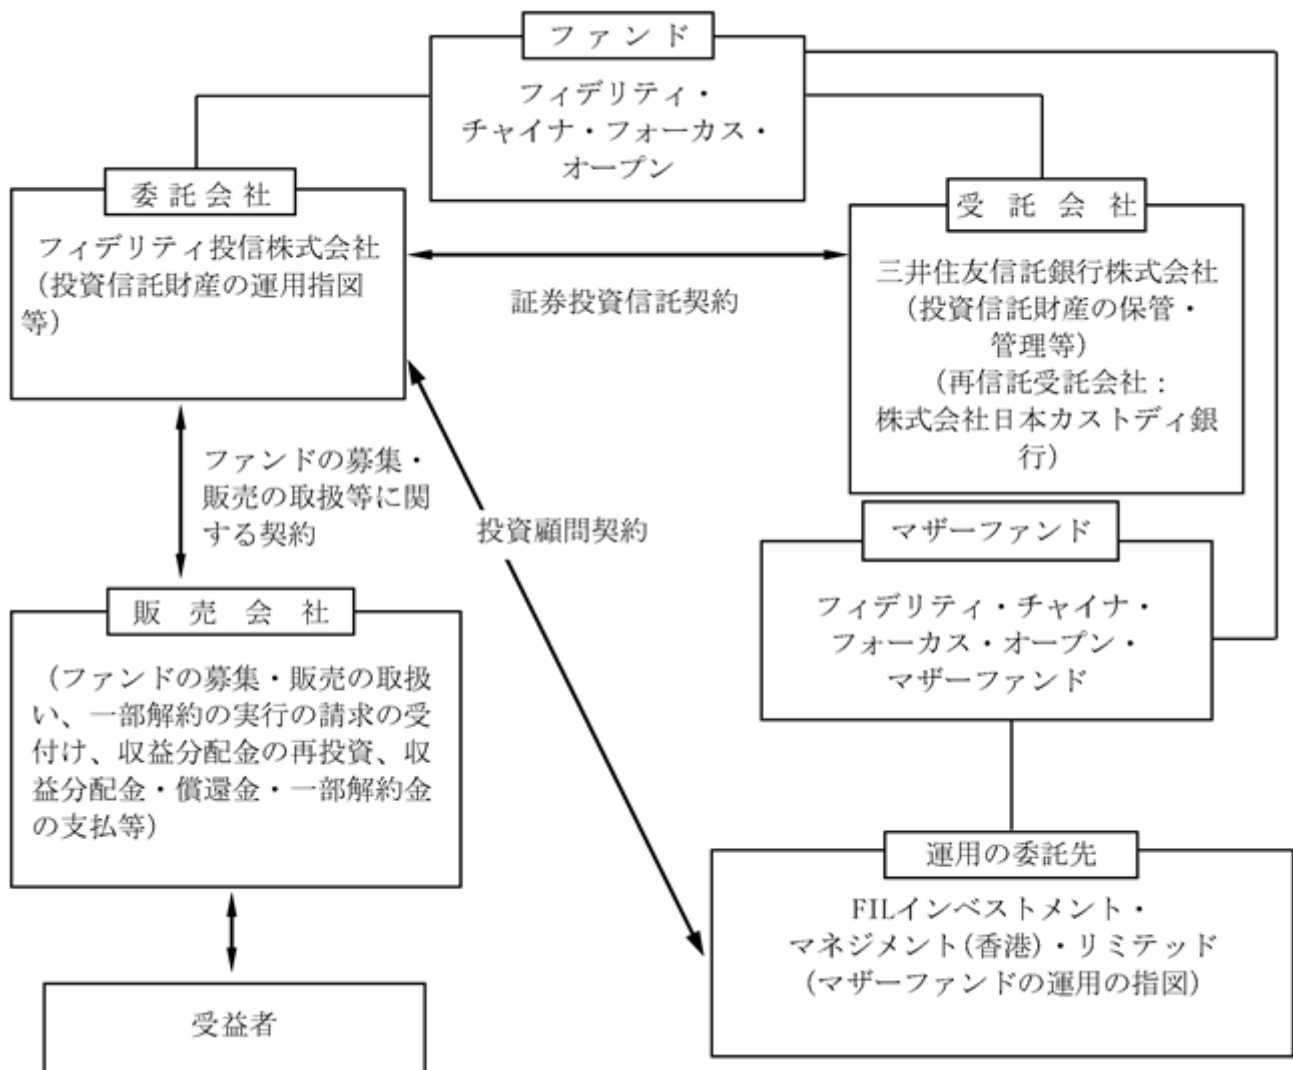 ファンド
フィデリティ・
チャイナ・フォーカス・
オープン
委託会社
フィデリティ投信株式会社
（投資信託財産の運用指図
等）
受託会社
三井住友信託銀行株式会社
（投資信託財産の保管・
管理等）
（再信託受託会社：
株式会社日本カストディ銀
行）
証券投資信託契約
ファンドの募集・
販売の取扱等に関
する契約
投資顧問契約
マザーファンド
フィデリティ・チャイナ・
フォーカス・オープン・
マザーファンド
販売会社
（ファンドの募集・販売の取扱
い、一部解約の実行の請求の受
付け、収益分配金の再投資、収
益分配金・償還金・一部解約金
の支払等）
運用の委託先
FILインベストメント・
マネジメント(香港)・リミテッド
（マザーファンドの運用の指図）
受益者